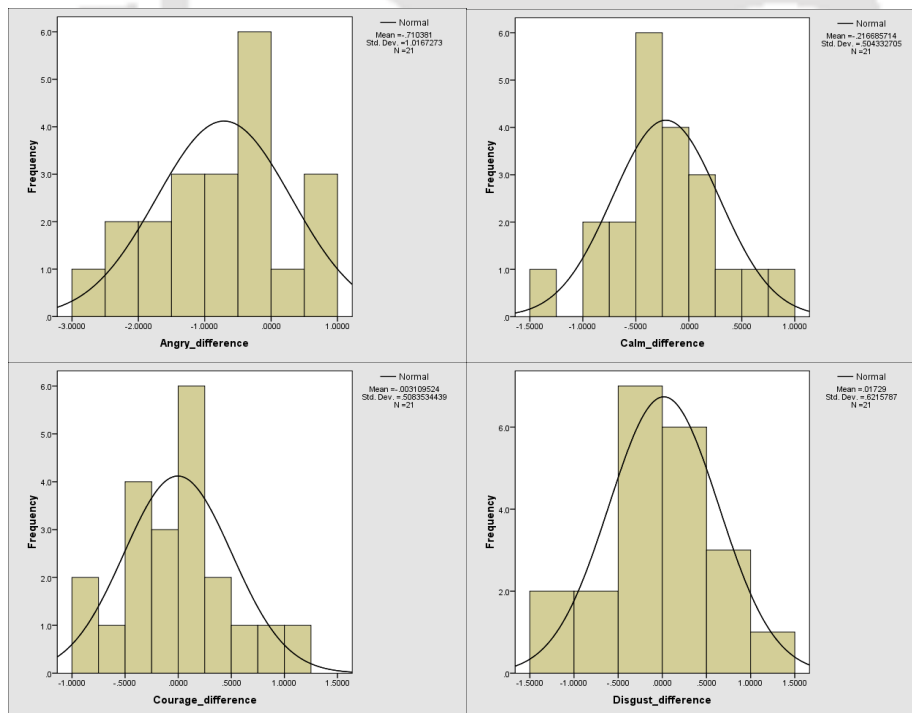 Normal
Mean =-.710381
Std. Dev. =1.0167273
N =21
6.0
5.0
4.0
3.0
2.0
1.0
.0
Frequency
-3.0000 -2.0000 -1.0000 .0000 1.0000
Angry_difference
Normal
Mean =-.216685714
Std. Dev. =.504332705
N =21
6.0
5.0
4.0
3.0
2.0
1.0
.0
Frequency
-1.5000 -1.0000 -.5000 .0000 .5000 1.0000
Calm_difference
Normal
Mean =-.003109524
Std. Dev. =.5083534439
N =21
6.0
5.0
4.0
3.0
2.0
1.0
.0
Frequency
-1.0000 -.5000 .0000 .5000 1.0000 1.5000
Courage_difference
Normal
Mean =.01729
Std. Dev. =.6215787
N =21
6.0
4.0
2.0
.0
Frequency
-1.5000 -1.0000 -.5000 .0000 .5000 1.0000 1.5000
Disgust_difference